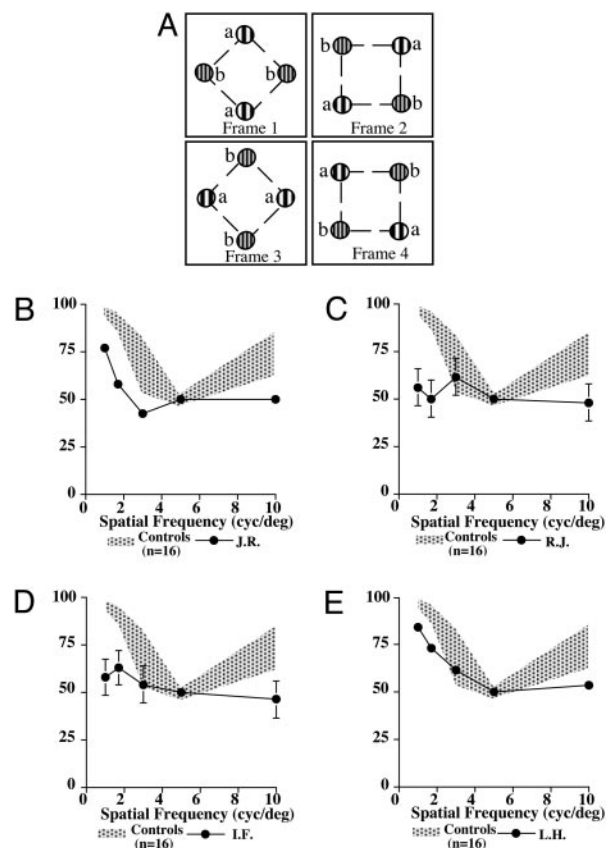 A
a
b
b
a
Frame 1
b
a
a
b
Frame 2
b
a
a
b
Frame 3
a
b
b
a
Frame 4
B
100
75
50
25
0
0
2
4
6
8
10
Spatial Frequency (cyc/deg)
Controls
(n=16)
J.R.
C
100
75
50
25
0
0
2
4
6
8
10
Spatial Frequency (cyc/deg)
Controls
(n=16)
R.J.
D
100
75
50
25
0
0
2
4
6
8
10
Spatial Frequency (cyc/deg)
Controls
(n=16)
I.F.
E
100
75
50
25
0
0
2
4
6
8
10
Spatial Frequency (cyc/deg)
Controls
(n=16)
L.H.